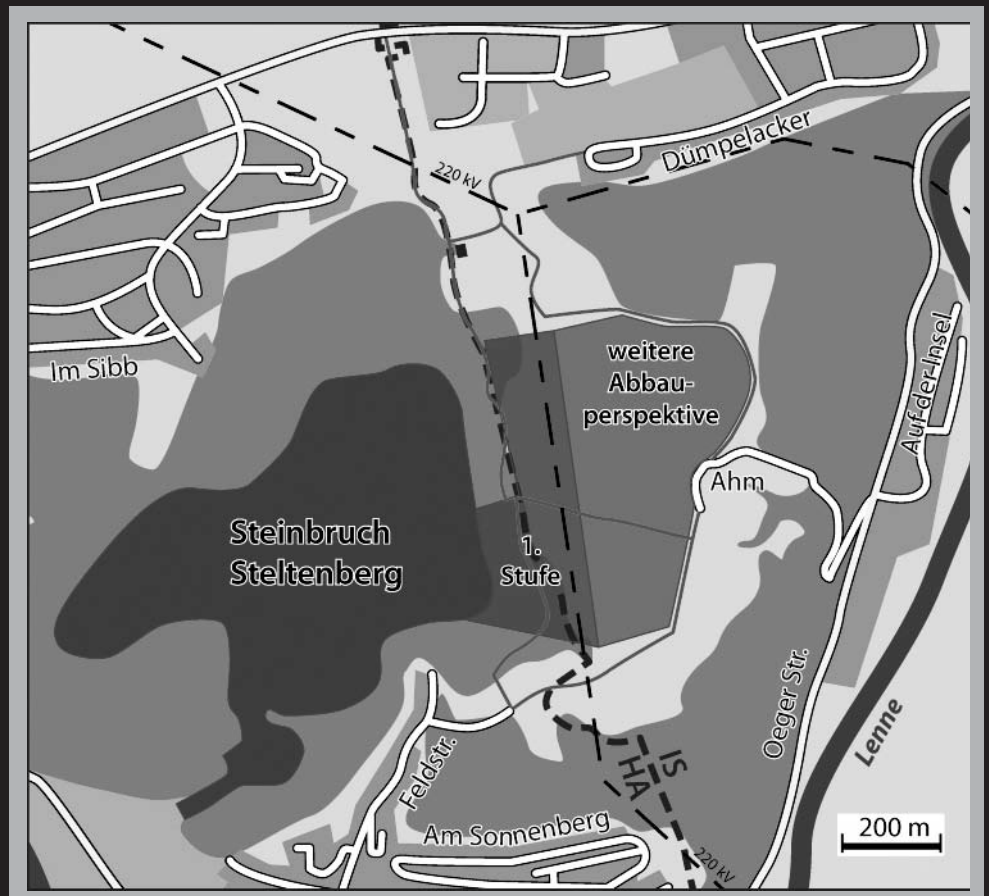 Dümpelacker
220 kV
Im Sibb
weitere
Abbau-
perspektive
Auf der Insel
Ahm
Steinbruch
Steltenberg
1.
Stufe
Oeger Str.
Lenne
IS
HA
Feldstr.
Am Sonnenberg
200 m
220 kV